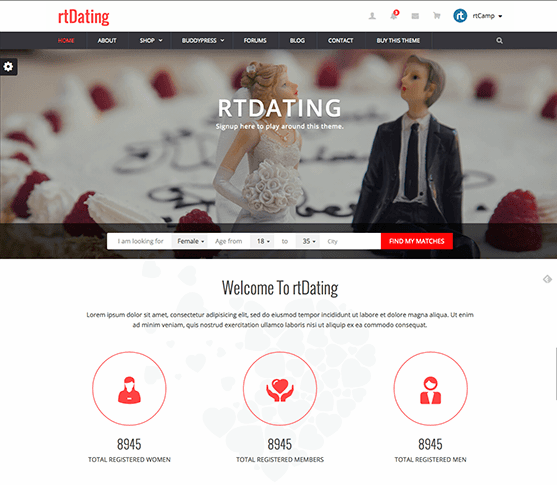 rtDating
3
rt
rtCamp
HOME ABOUT SHOP BUDDYPRESS FORUMS BLOG CONTACT BUY THIS THEME
RTDATING
Signup here to play around this theme.
I am looking for Female Age from 18 to 35 City FIND MY MATCHES
Welcome To rtDating
Lorem ipsum dolor sit amet, consectetur adipisicing elit, sed do eiusmod tempor incididunt ut labore et dolore magna aliqua. Ut enim
ad minim veniam, quis nostrud exercitation ullamco laboris nisi ut aliquip ex ea commodo consequat.
8945 8945 8945
TOTAL REGISTERED WOMEN TOTAL REGISTERED MEMBERS TOTAL REGISTERED MEN